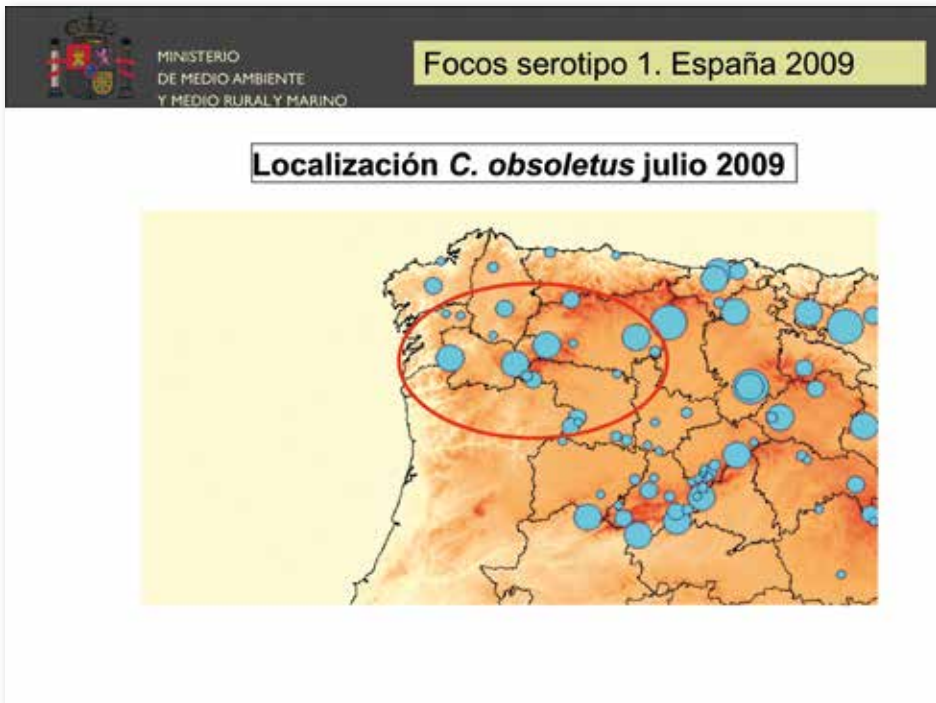 MINISTERIO
DE MEDIO AMBIENTE
Y MEDIO RURAL Y MARINO
Focos serotipo 1. España 2009
Localización C. obsoletus julio 2009